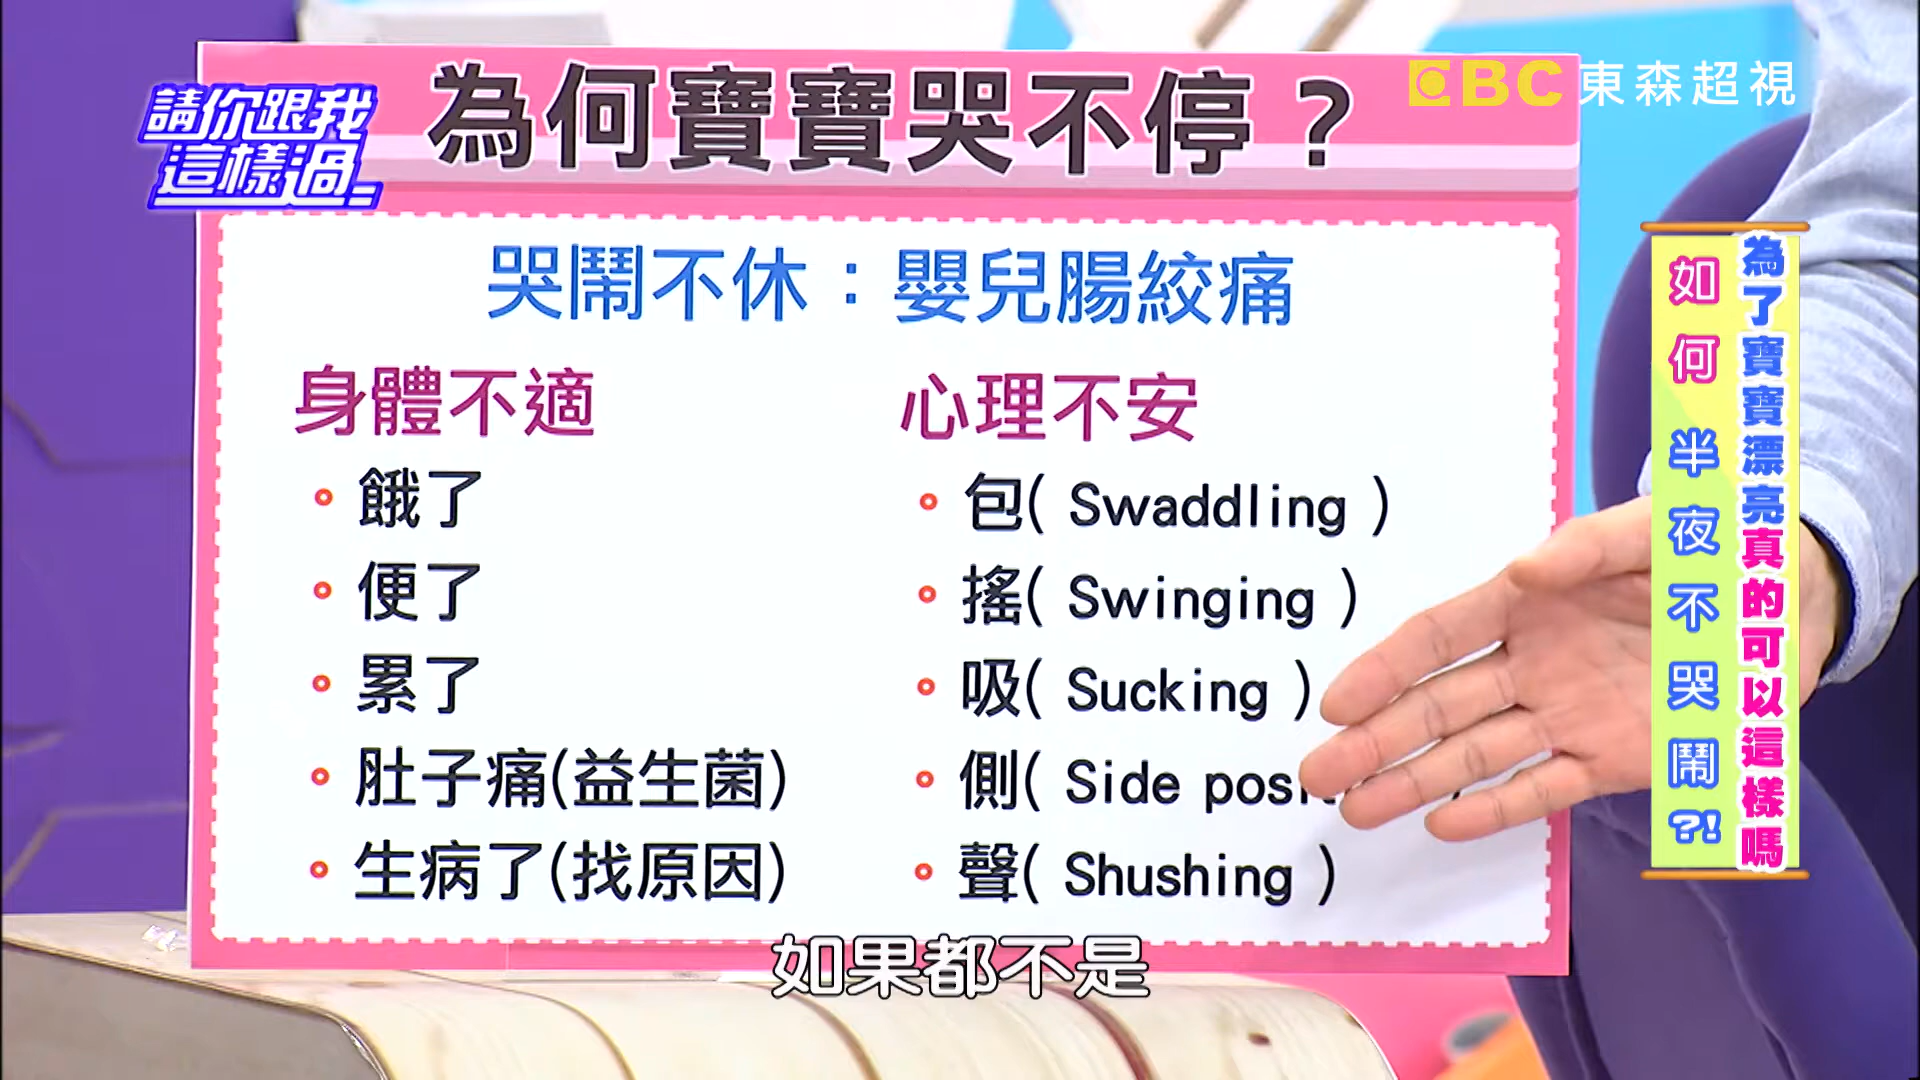 請你跟我
這樣過
為何寶寶哭不停？
EBC 東森超視
哭鬧不休：嬰兒腸絞痛
身體不適
• 餓了
• 便了
• 累了
• 肚子痛(益生菌)
• 生病了(找原因)
心理不安
• 包( Swaddling )
• 搖( Swinging )
• 吸( Sucking )
• 側( Side
• 聲( Shushing )
為了寶寶漂亮真的可以這樣嗎
如何半夜不哭鬧?!
如果都不是